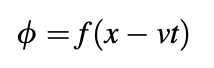 ϕ = f(x − vt)